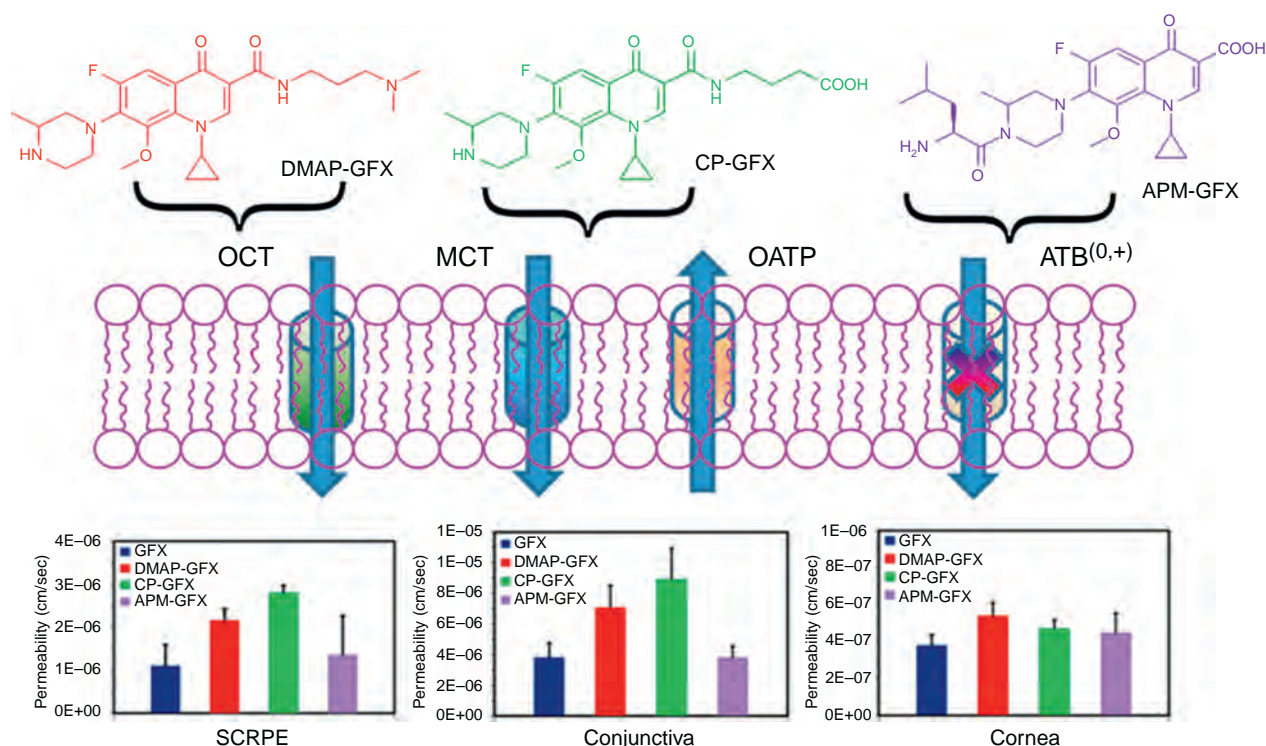 O O
F
N
H
N
N
N
HN
O
DMAP-GFX
O O
F
N
H
COOH
N
N
HN
O
CP-GFX
O
F
COOH
N
N
N
O
H2N
O
APM-GFX
OCT MCT OATP ATB(0,+)
4E–06
3E–06
2E–06
1E–06
0E+00
Permeability (cm/sec)
GFX
DMAP-GFX
CP-GFX
APM-GFX
SCRPE
1E–05
1E–05
8E–06
6E–06
4E–06
2E–06
0E+00
Permeability (cm/sec)
GFX
DMAP-GFX
CP-GFX
APM-GFX
Conjunctiva
1E–06
8E–07
6E–07
4E–07
2E–07
0E+00
Permeability (cm/sec)
GFX
DMAP-GFX
CP-GFX
APM-GFX
Cornea